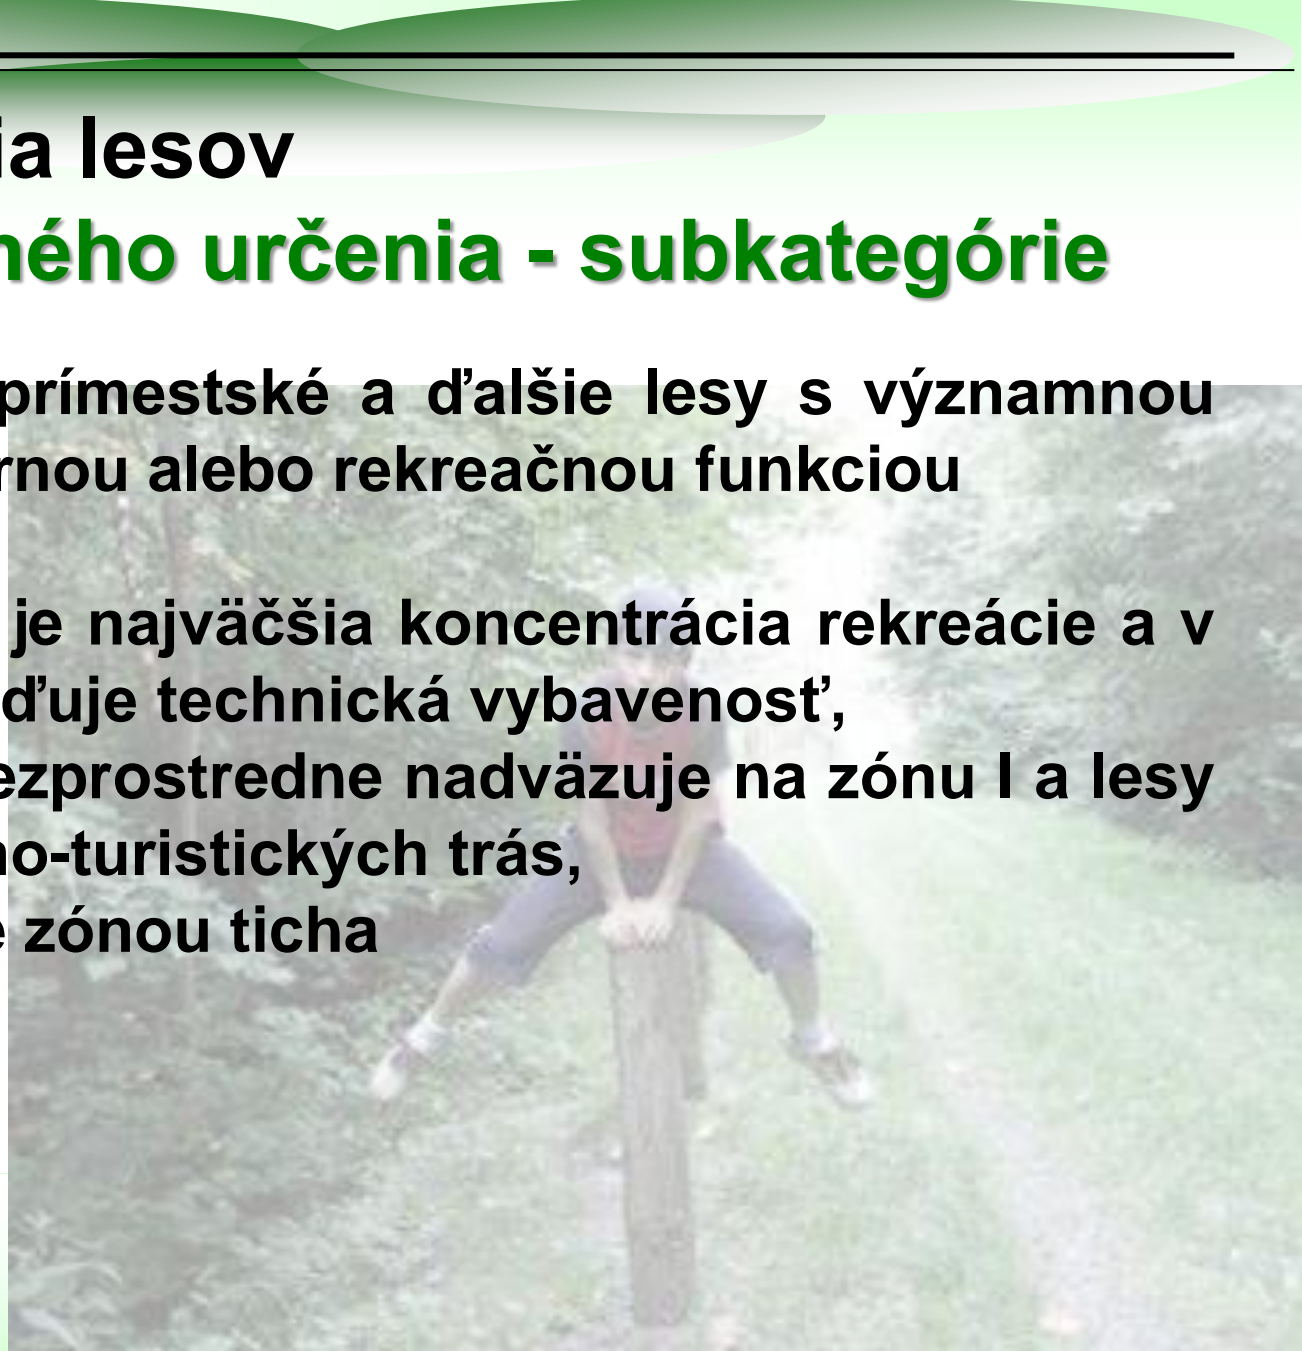 ia lesov
ného určenia - subkategórie
prímestské a ďalšie lesy s významnou
rnou alebo rekreačnou funkciou
je najväčšia koncentrácia rekreácie a v
ďuje technická vybavenosť,
ezprostredne nadväzuje na zónu I a lesy
no-turistických trás,
e zónou ticha